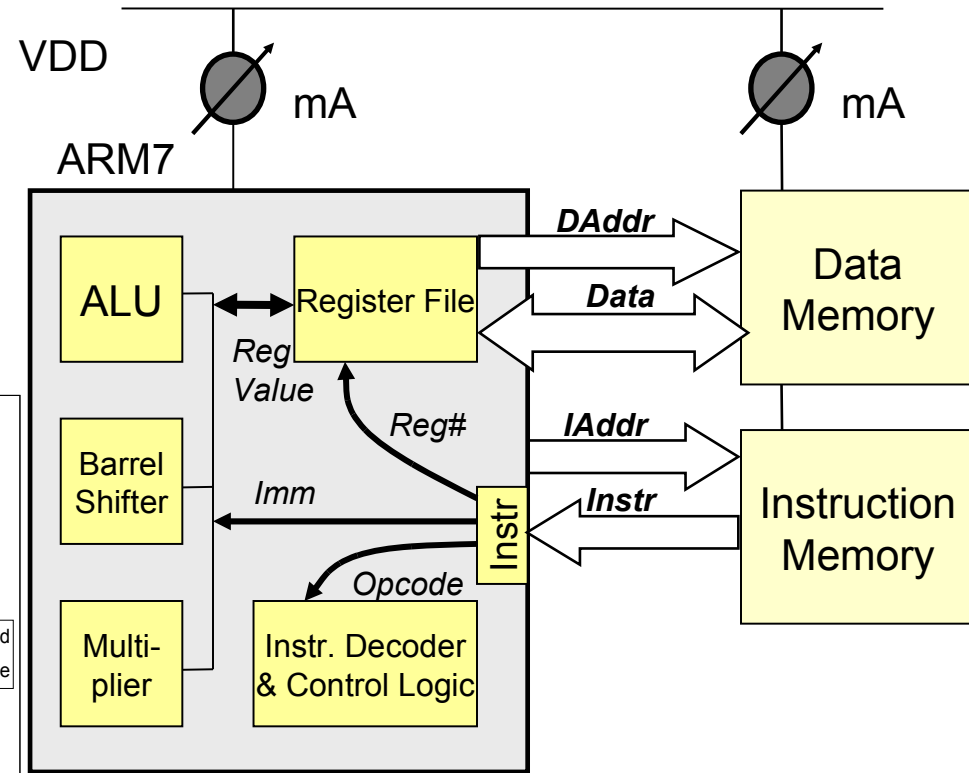 VDD
mA
mA
ARM7
ALU
Register File
DAddr
Data
Data
Memory
Reg
Value
Reg#
IAddr
Barrel
Shifter
Imm
Instr
Instr
Instruction
Memory
Opcode
Multi-
plier
Instr. Decoder
& Control Logic
d
e